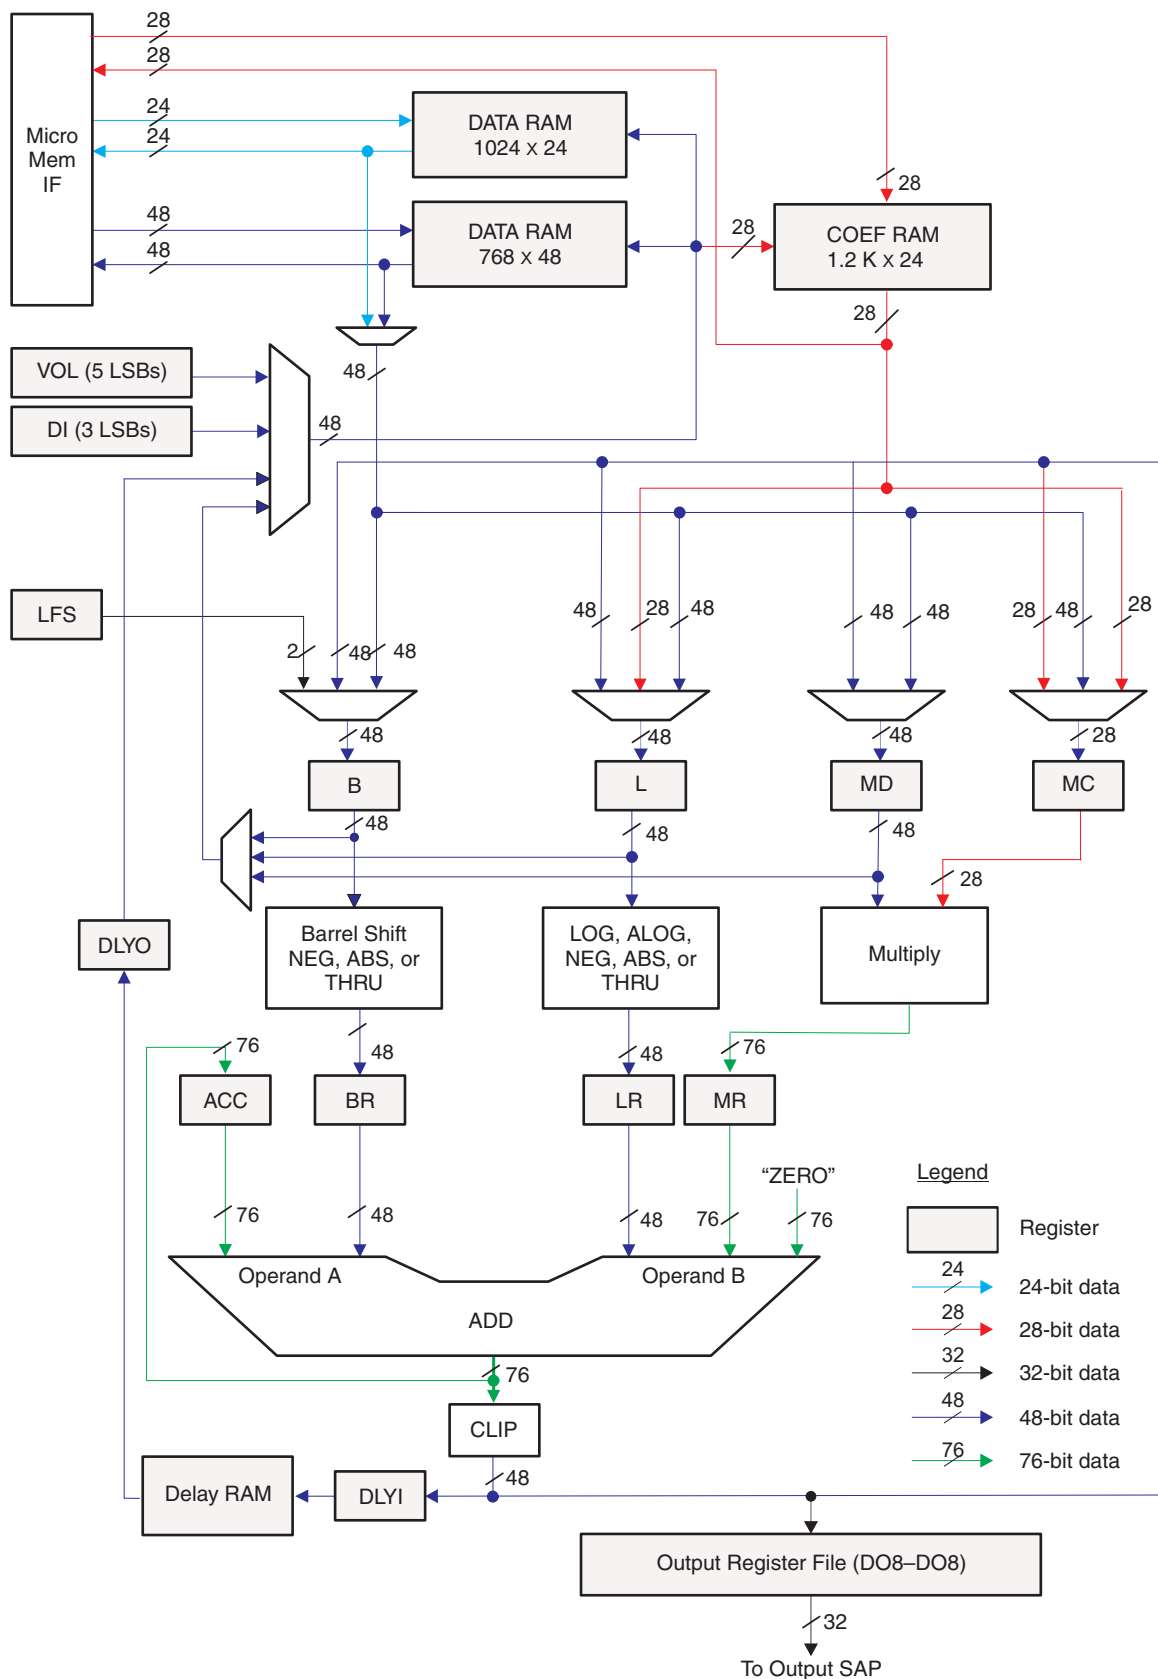 28
28
24
24
Micro
Mem
IF
DATA RAM
1024 x 24
28
48
48
DATA RAM
768 x 48
28
COEF RAM
1.2 K x 24
28
VOL (5 LSBs)
48
DI (3 LSBs)
48
LFS
2
48
48
48
28
48
48
48
28
48
28
48
48
48
28
B
L
MD
MC
48
48
48
28
DLYO
Barrel Shift
NEG, ABS, or
THRU
LOG, ALOG,
NEG, ABS, or
THRU
Multiply
76
48
48
76
ACC
BR
LR
MR
"ZERO"
76
48
48
76
76
Operand A
Operand B
ADD
76
CLIP
48
Delay RAM
DLYI
Output Register File (DO8–DO8)
32
To Output SAP
Legend
Register
24
24-bit data
28
28-bit data
32
32-bit data
48
48-bit data
76
76-bit data